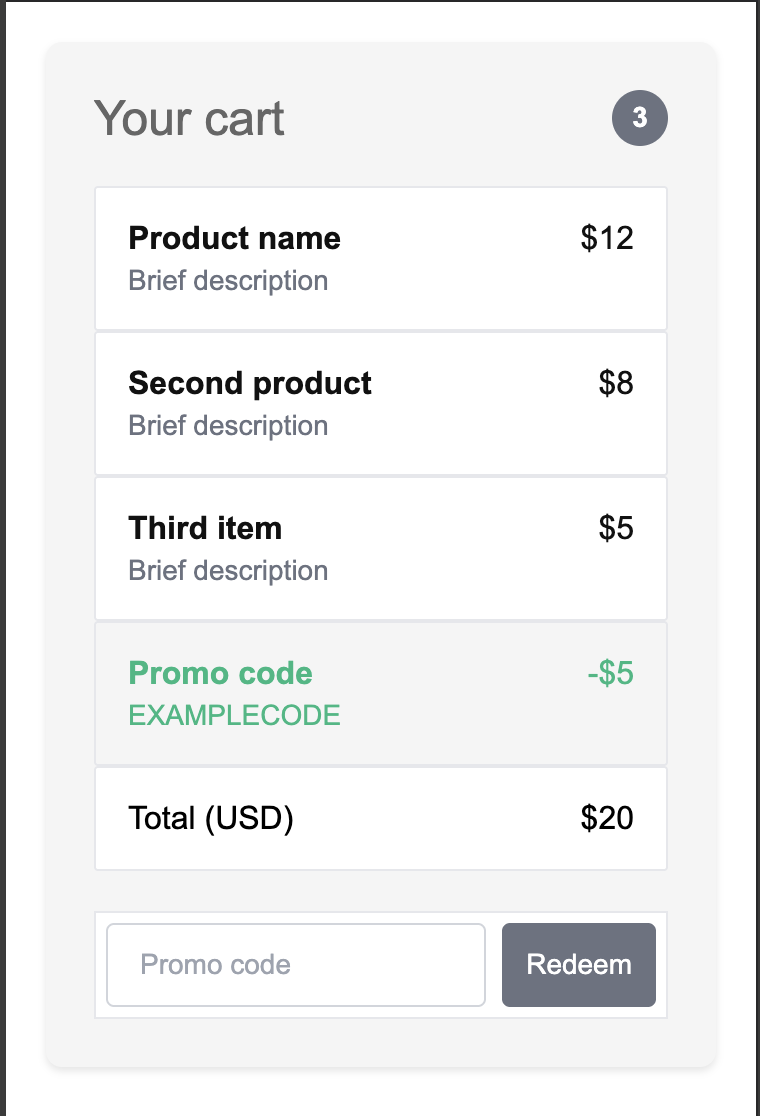 Your cart 3
Product name $12
Brief description
Second product $8
Brief description
Third item $5
Brief description
Promo code -$5
EXAMPLECODE
Total (USD) $20
Promo code Redeem